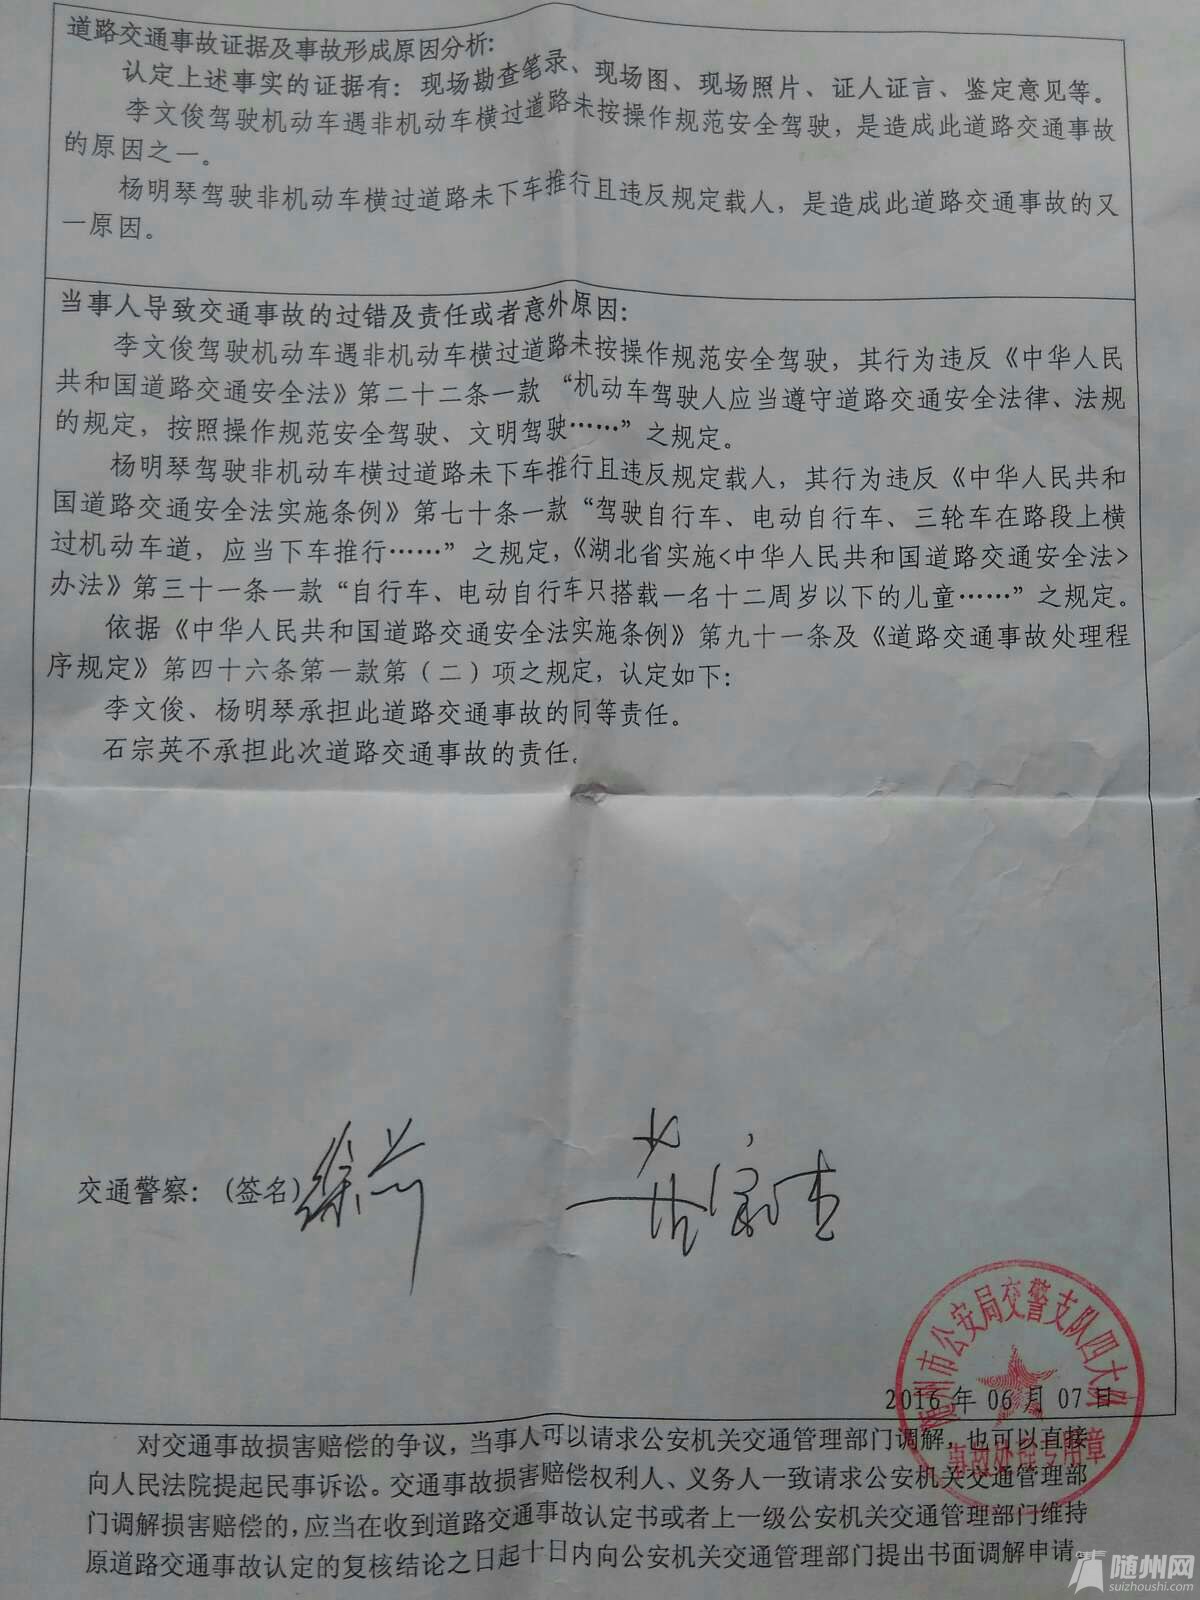 道路交通事故证据及事故形成原因分析：
认定上述事实的证据有：现场勘查笔录、现场图、现场照片、证人证言、鉴定意见等。
李文俊驾驶机动车遇非机动车横过道路未按操作规范安全驾驶，是造成此道路交通事故
的原因之一。
杨明琴驾驶非机动车横过道路未下车推行且违反规定载人，是造成此道路交通事故的又
一原因。
当事人导致交通事故的过错及责任或者意外原因：
李文俊驾驶机动车遇非机动车横过道路未按操作规范安全驾驶，其行为违反《中华人民
共和国道路交通安全法》第二十二条一款“机动车驾驶人应当遵守道路交通安全法律、法规
的规定，按照操作规范安全驾驶、文明驾驶……”之规定。
杨明琴驾驶非机动车横过道路未下车推行且违反规定载人，其行为违反《中华人民共和
国道路交通安全法实施条例》第七十条一款“驾驶自行车、电动自行车、三轮车在路段上横
过机动车道，应当下车推行……”之规定，《湖北省实施<中华人民共和国道路交通安全法>
办法》第三十一条一款“自行车、电动自行车只搭载一名十二周岁以下的儿童……”之规定。
依据《中华人民共和国道路交通安全法实施条例》第九十一条及《道路交通事故处理程
序规定》第四十六条第一款第（二）项之规定，认定如下：
李文俊、杨明琴承担此道路交通事故的同等责任。
石宗英不承担此次道路交通事故的责任。
交通警察：（签名）
随州市公安局交警支队四大队
2016 年 06 月 07 日
事故处理专用章
对交通事故损害赔偿的争议，当事人可以请求公安机关交通管理部门调解，也可以直接
向人民法院提起民事诉讼。交通事故损害赔偿权利人、义务人一致请求公安机关交通管理部
门调解损害赔偿的，应当在收到道路交通事故认定书或者上一级公安机关交通管理部门维持
原道路交通事故认定的复核结论之日起十日内向公安机关交通管理部门提出书面调解申请。
随州网
suizhoushi.com